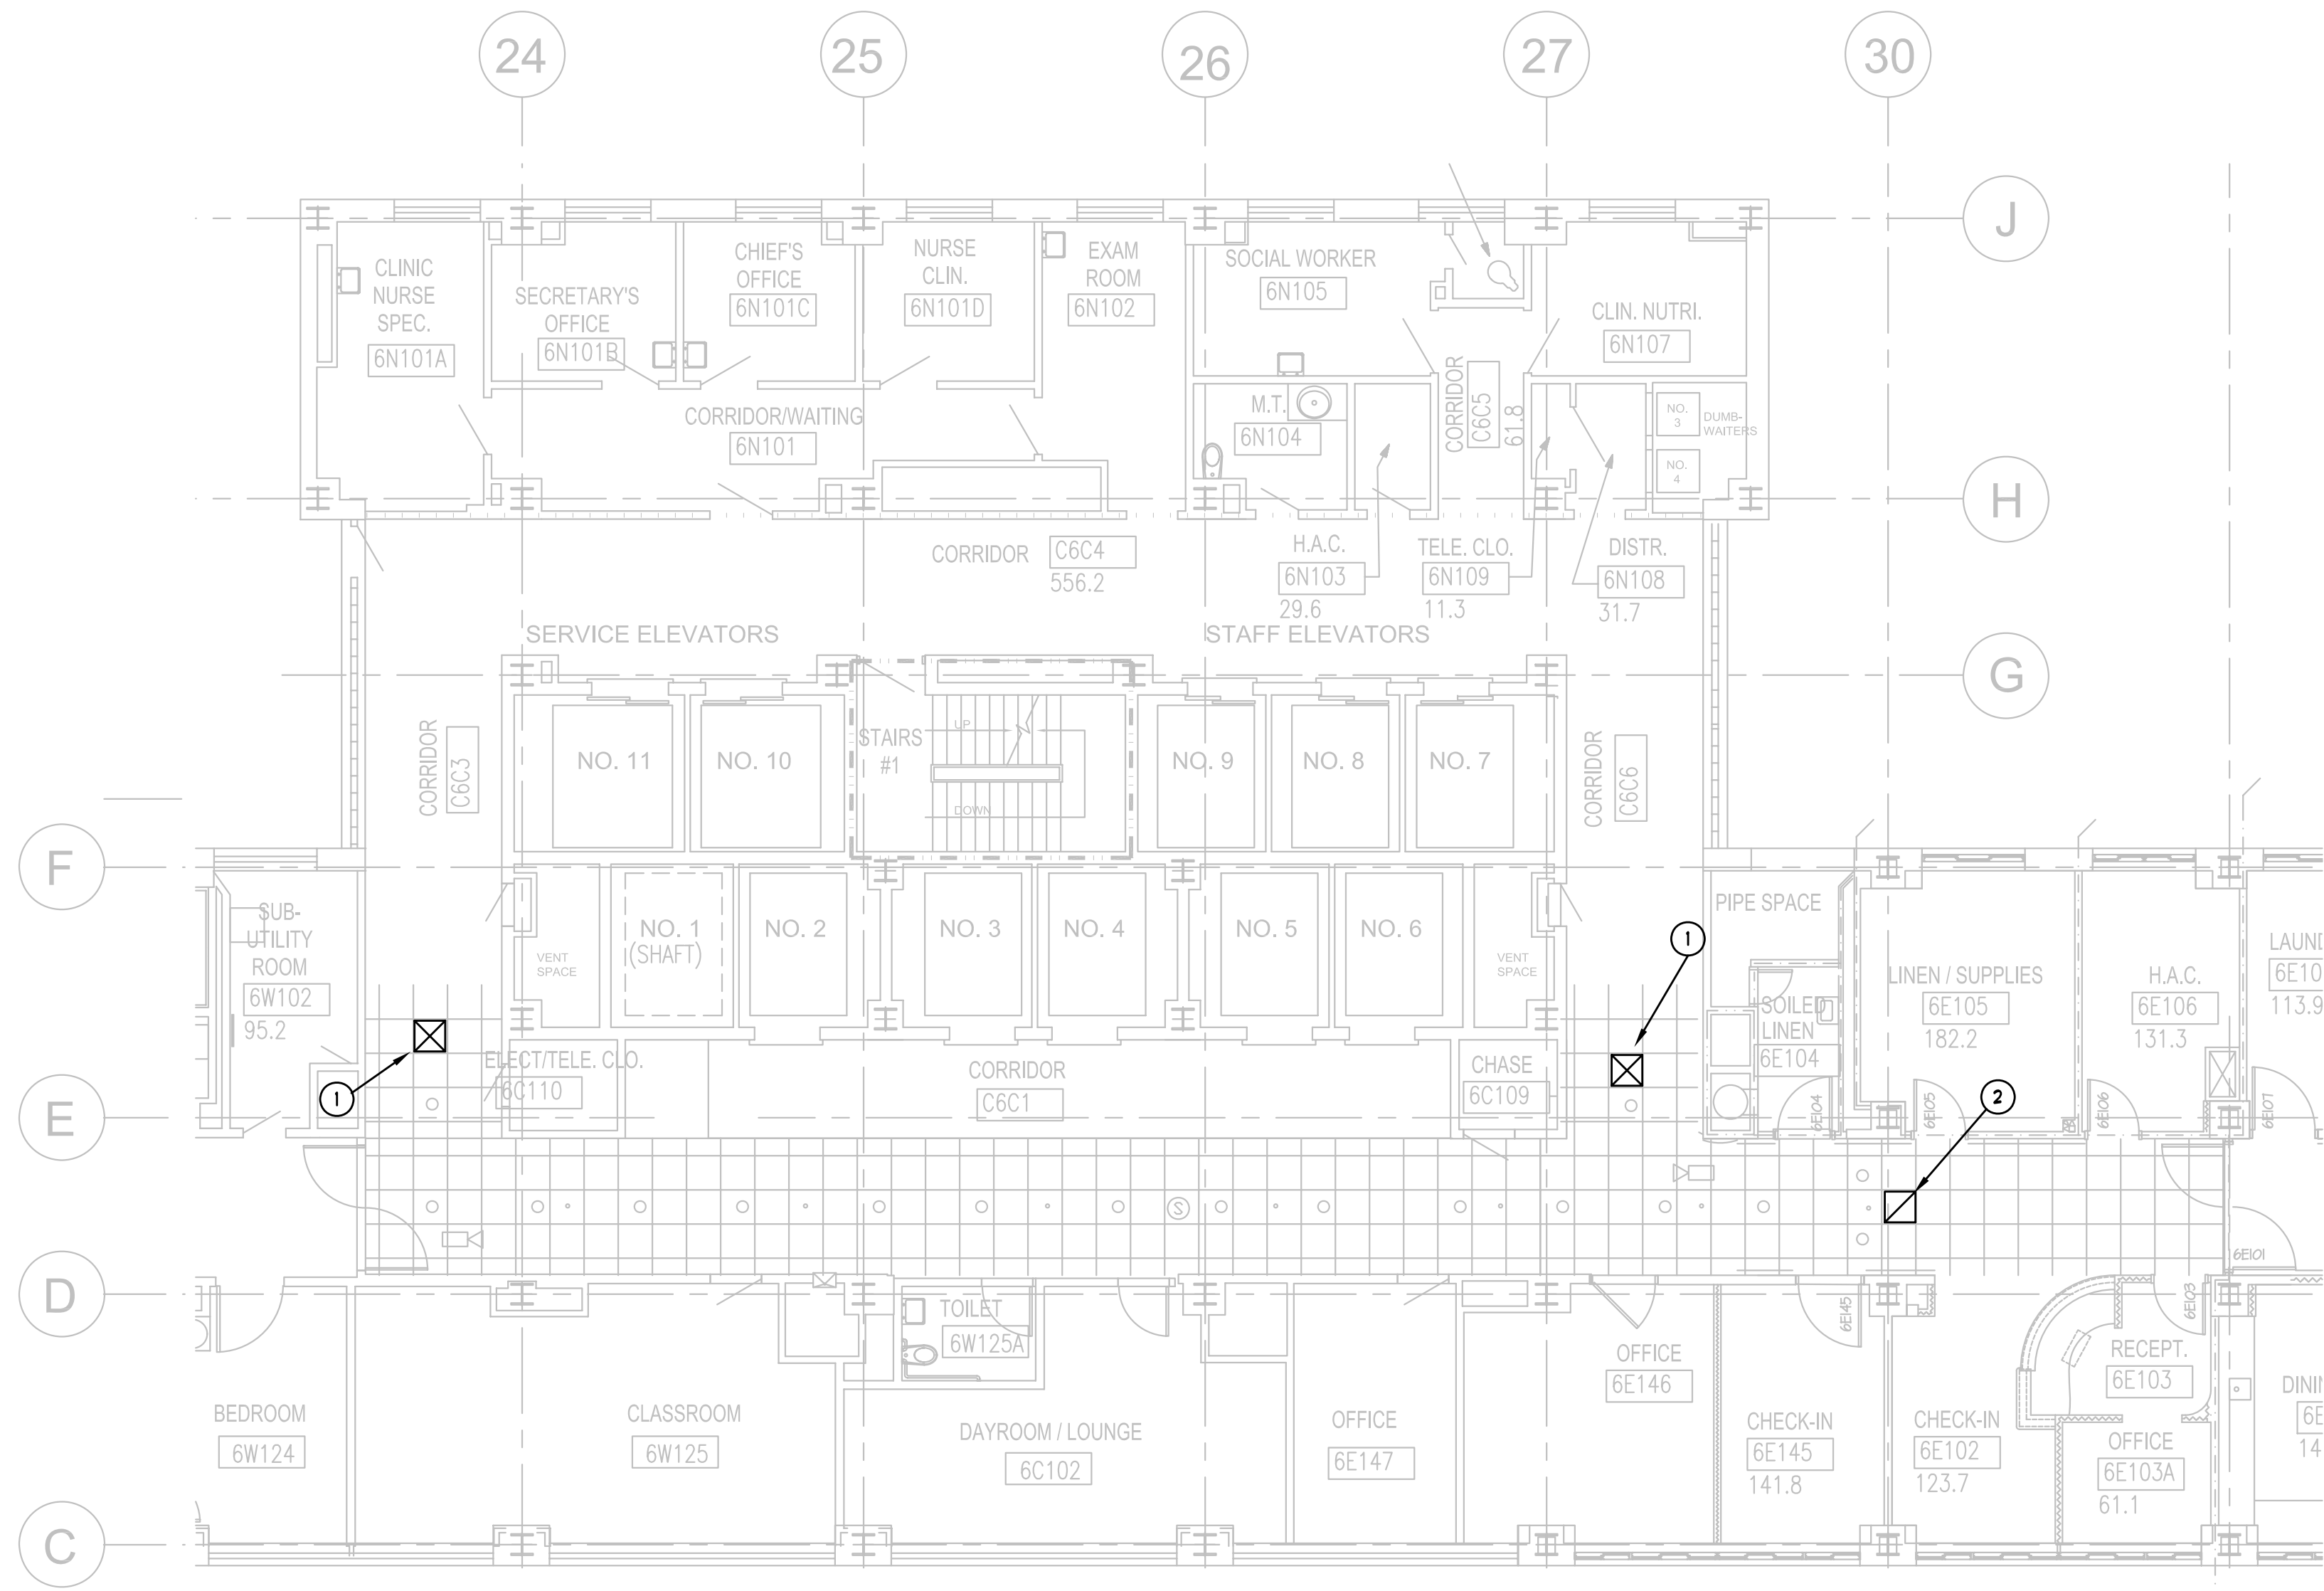 24
25
26
27
30
J
CLINIC
NURSE
SPEC.
6N101A
SECRETARY'S
OFFICE
6N101B
CHIEF'S
OFFICE
6N101C
NURSE
CLIN.
6N101D
EXAM
ROOM
6N102
SOCIAL WORKER
6N105
CLIN. NUTRI.
6N107
CORRIDOR/WAITING
6N101
M.T.
6N104
CORRIDOR
C6C5
61.8
NO.
3
DUMB-
WAITERS
NO.
4
H
CORRIDOR
C6C4
556.2
H.A.C.
6N103
29.6
TELE. CLO.
6N109
11.3
DISTR.
6N108
31.7
SERVICE ELEVATORS
STAFF ELEVATORS
G
CORRIDOR
C6C3
NO. 11
NO. 10
STAIRS
#1
UP
DOWN
NO. 9
NO. 8
NO. 7
CORRIDOR
C6C6
F
SUB-
UTILITY
ROOM
6W102
95.2
VENT
SPACE
NO. 1
(SHAFT)
NO. 2
NO. 3
NO. 4
NO. 5
NO. 6
VENT
SPACE
1
PIPE SPACE
LINEN / SUPPLIES
6E105
182.2
H.A.C.
6E106
131.3
LAUND
6E10
113.9
SOILED
LINEN
6E104
1
ELECT/TELE. CLO.
6C110
CORRIDOR
C6C1
CHASE
6C109
2
6E104
6E105
6E106
6E107
E
S
6E101
D
TOILET
6W125A
6E145
6E103
OFFICE
6E146
RECEPT.
6E103
BEDROOM
6W124
CLASSROOM
6W125
DAYROOM / LOUNGE
6C102
OFFICE
6E147
CHECK-IN
6E145
141.8
CHECK-IN
6E102
123.7
OFFICE
6E103A
61.1
DININ
6E
14
C